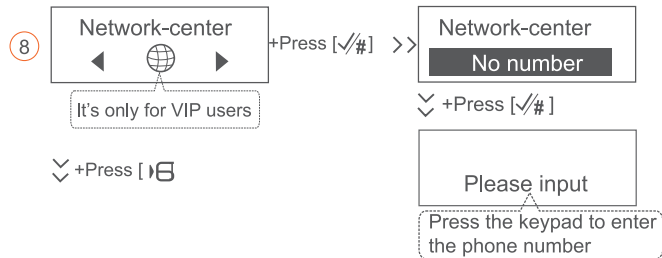 8
Network-center
It's only for VIP users
+Press [✓/#] >>
Network-center
No number
+Press [✓/#]
Please input
Press the keypad to enter
the phone number
+Press [